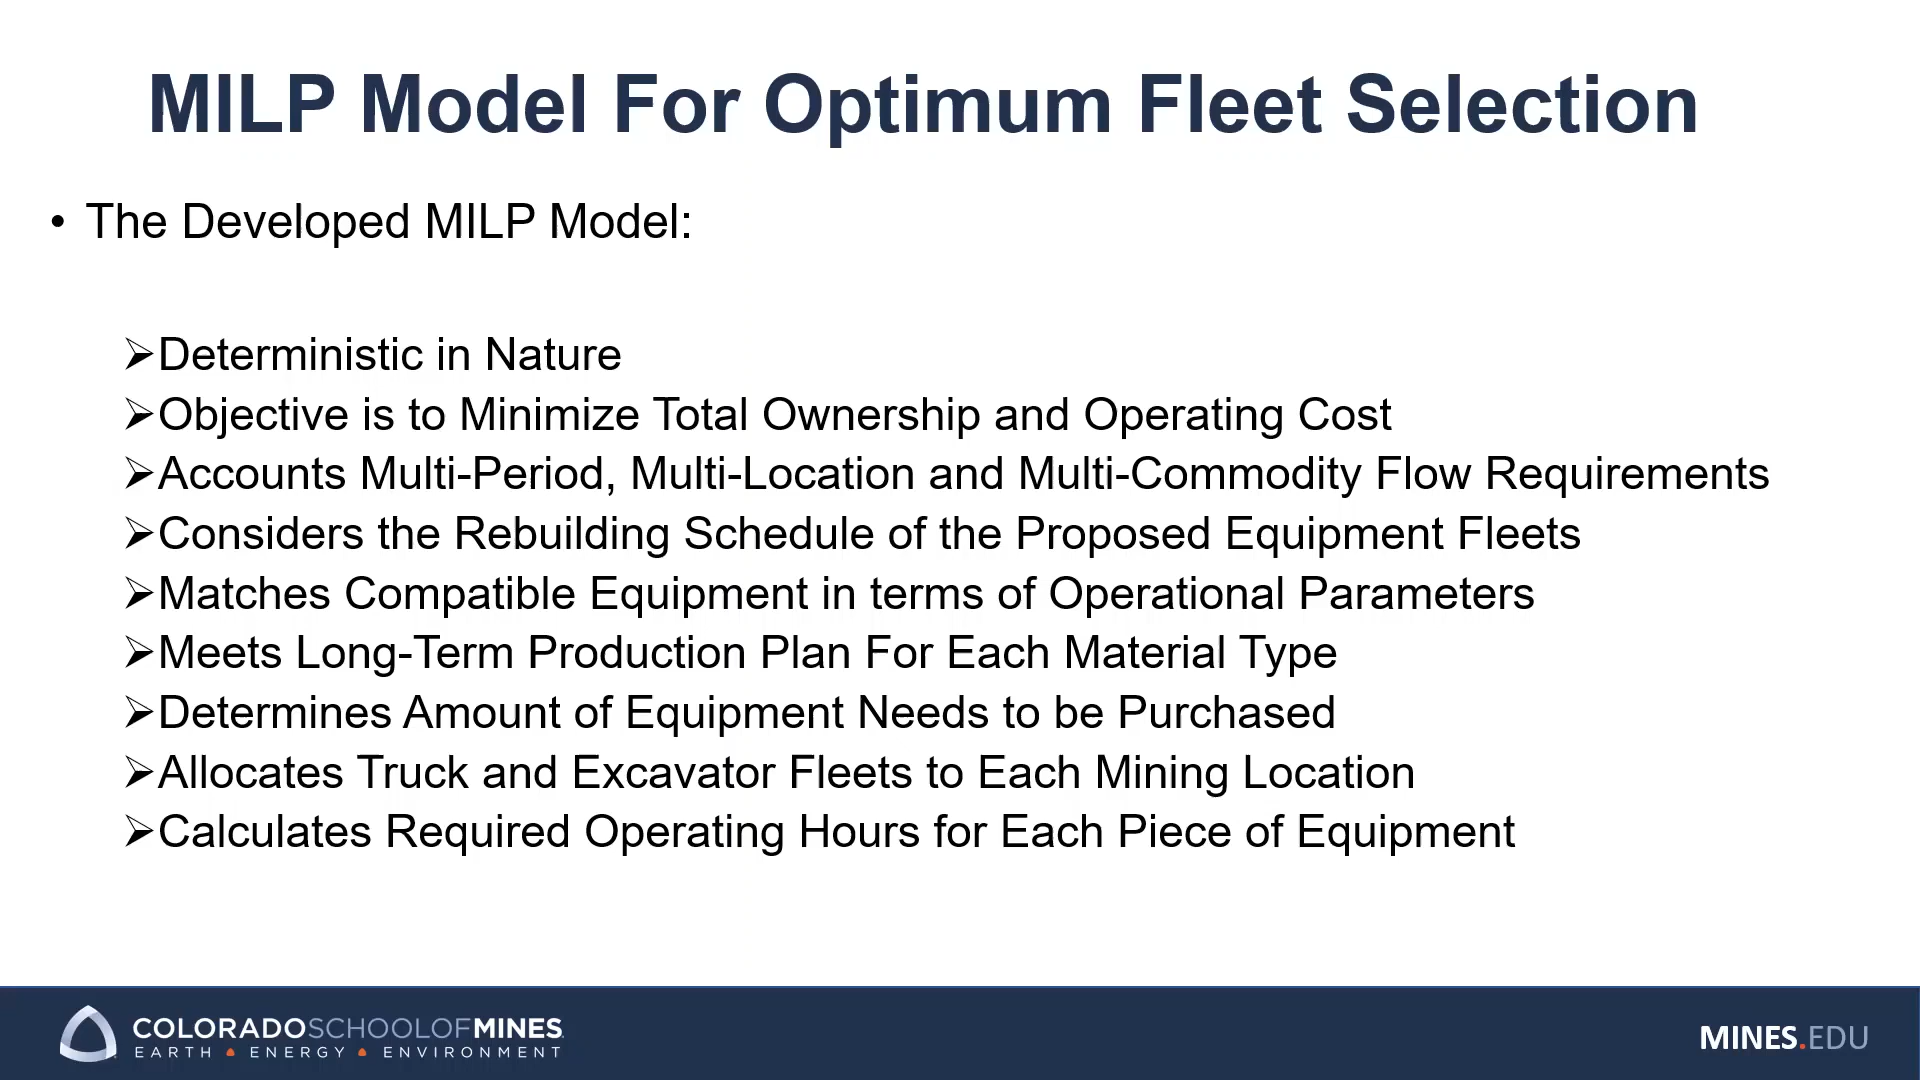 MILP Model For Optimum Fleet Selection
• The Developed MILP Model:
➢Deterministic in Nature
➢Objective is to Minimize Total Ownership and Operating Cost
➢Accounts Multi-Period, Multi-Location and Multi-Commodity Flow Requirements
➢Considers the Rebuilding Schedule of the Proposed Equipment Fleets
➢Matches Compatible Equipment in terms of Operational Parameters
➢Meets Long-Term Production Plan For Each Material Type
➢Determines Amount of Equipment Needs to be Purchased
➢Allocates Truck and Excavator Fleets to Each Mining Location
➢Calculates Required Operating Hours for Each Piece of Equipment
COLORADOSCHOOLOFMINES
EARTH • ENERGY • ENVIRONMENT
MINES.EDU